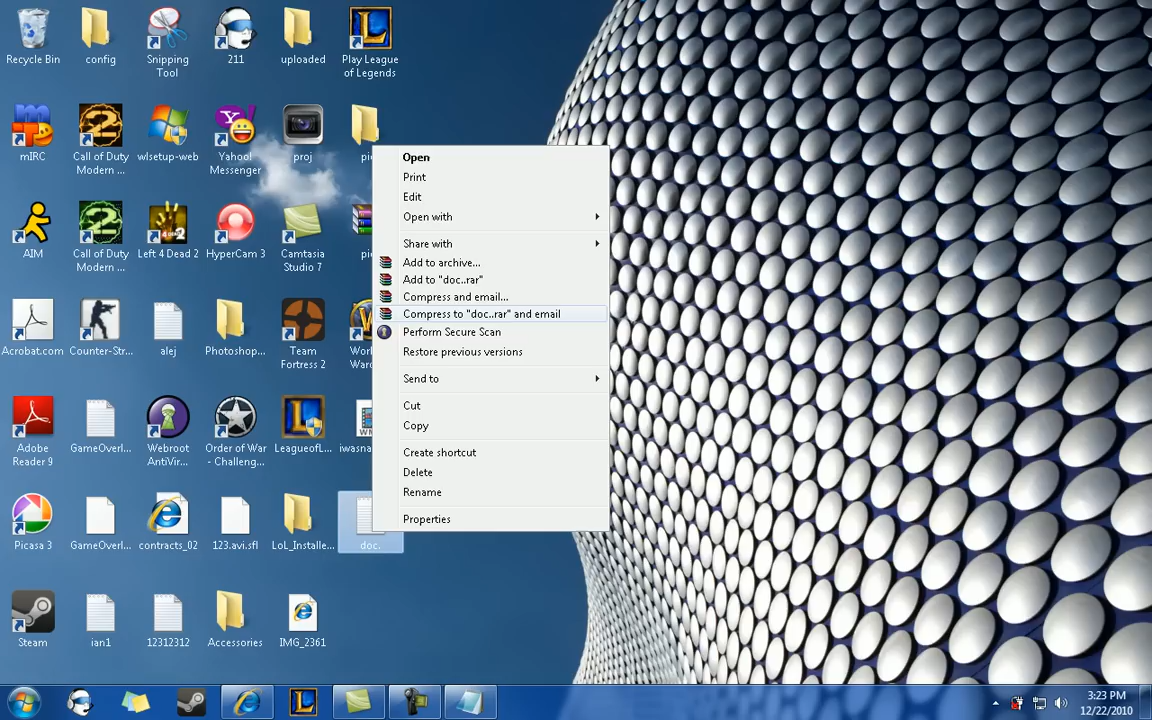 Recycle Bin
config
Snipping
Tool
211
uploaded
Play League
of Legends
mIRC
Call of Duty
Modern ...
wlsetup-web
Yahoo!
Messenger
proj
AIM
Call of Duty
Modern ...
Left 4 Dead 2
HyperCam 3
Camtasia
Studio 7
Acrobat.com
Counter-Str...
alej
Photoshop...
Team
Fortress 2
Adobe
Reader 9
GameOverl...
Webroot
AntiVir...
Order of War
- Challeng...
LeagueofL...
Picasa 3
GameOverl...
contracts_02
123.avi.sfl
LoL_Installe...
doc.
Steam
ian1
12312312
Accessories
IMG_2361
Open
Print
Edit
Open with
Share with
Add to archive...
Add to "doc..rar"
Compress and email...
Compress to "doc..rar" and email
Perform Secure Scan
Restore previous versions
Send to
Cut
Copy
Create shortcut
Delete
Rename
Properties
3:23 PM
12/22/2010